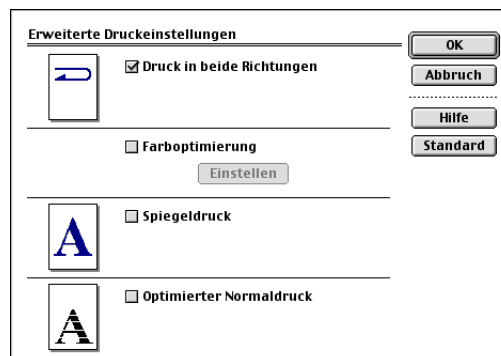 Erweiterte Druckeinstellungen
OK
Druck in beide Richtungen
Abbruch
Hilfe
Farboptimierung
Standard
Einstellen
A
Spiegeldruck
Optimierter Normaldruck
A